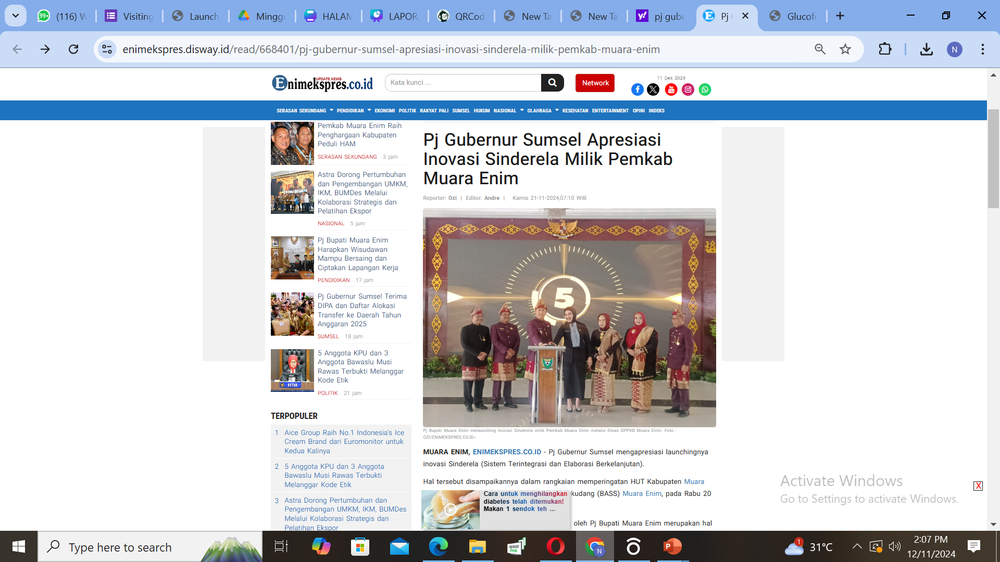 (116) W
Visiting
Launch
Minggu
HALAM
LAPOR
QRCod
New Ta
New Ta
pj gube
Pj
Glucofo
enimekspres.disway.id/read/668401/pj-gubernur-sumsel-apresiasi-inovasi-sinderela-milik-pemkab-muara-enim
N
UPDATE NEWS
Enimekspres.co.id
Kata kunci ...
Network
11 Des 2024
SERASAN SEKUNDANG PENDIDIKAN EKONOMI POLITIK RAKYAT PALI SUMSEL HUKUM NASIONAL OLAHRAGA KESEHATAN ENTERTAINMENT OPINI INDEKS
Pemkab Muara Enim Raih
Penghargaan Kabupaten
Peduli HAM
SERASAN SEKUNDANG 3 jam
Astra Dorong Pertumbuhan
dan Pengembangan UMKM,
IKM, BUMDes Melalui
Kolaborasi Strategis dan
Pelatihan Ekspor
NASIONAL 5 jam
Pj Bupati Muara Enim
Harapkan Wisudawan
Mampu Bersaing dan
Ciptakan Lapangan Kerja
PENDIDIKAN 17 jam
Pj Gubernur Sumsel Terima
DIPA dan Daftar Alokasi
Transfer ke Daerah Tahun
Anggaran 2025
SUMSEL 18 jam
5 Anggota KPU dan 3
Anggota Bawaslu Musi
Rawas Terbukti Melanggar
Kode Etik
POLITIK 21 jam
KETUA
TERPOPULER
1 Aice Group Raih No.1 Indonesia's Ice
Cream Brand dari Euromonitor untuk
Kedua Kalinya
2 5 Anggota KPU dan 3 Anggota
Bawaslu Musi Rawas Terbukti
Melanggar Kode Etik
3 Astra Dorong Pertumbuhan dan
Pengembangan UMKM, IKM, BUMDes
Melalui Kolaborasi Strategis dan
Pelatihan Ekspor
Pj Gubernur Sumsel Apresiasi
Inovasi Sinderela Milik Pemkab
Muara Enim
Reporter: Ozi | Editor: Andre | Kamis 21-11-2024,07:10 WIB
5
Pj Bupati Muara Enim melaunching Inovasi Sinderela milik Pemkab Muara Enim melalui Dinas DPPKB Muara Enim. Foto :
OZI/ENIMEKSPRES.CO.ID--
MUARA ENIM, ENIMEKSPRES.CO.ID - Pj Gubernur Sumsel mengapresiasi launchingnya
inovasi Sinderela (Sistem Terintegrasi dan Elaborasi Berkelanjutan).
Hal tersebut disampaikannya dalam rangkaian memperingatan HUT Kabupaten Muara
kudang (BASS) Muara Enim, pada Rabu 20
oleh Pj Bupati Muara Enim merupakan hal
Cara untuk menghilangkan
diabetes telah ditemukan!
Makan 1 sendok teh ...
Activate Windows
Go to Settings to activate Windows.
X
Type here to search
space
desk
N
P
1
31°C
2:07 PM
12/11/2024